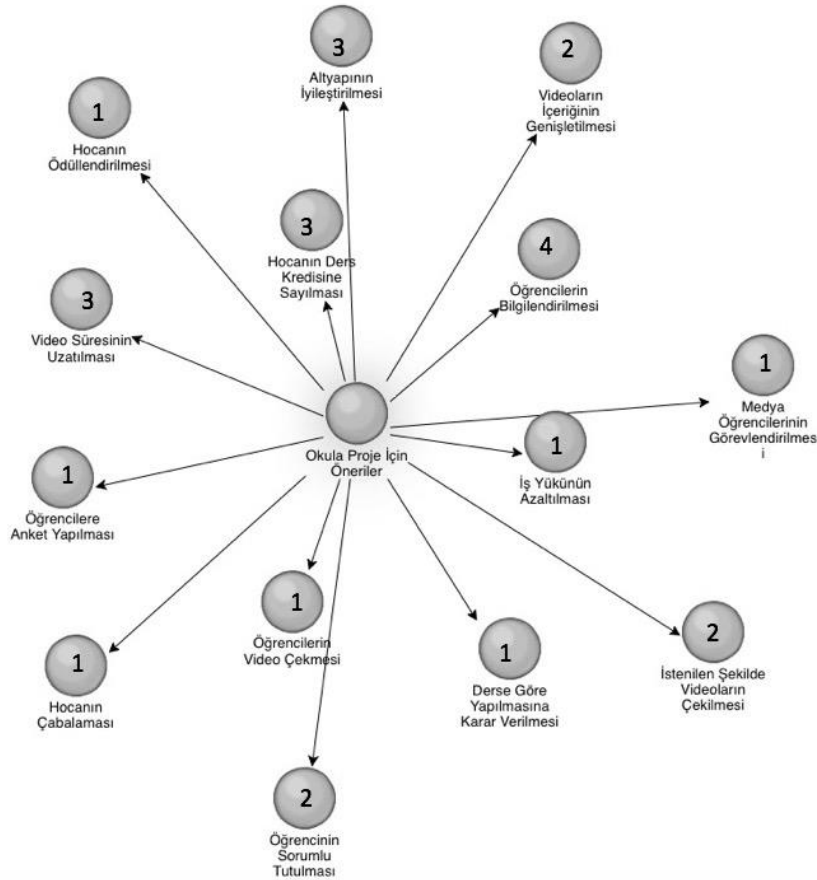 3
Altyapının
İyileştirilmesi
2
Videoların
İçeriğinin
Genişletilmesi
1
Hocanın
Ödüllendirilmesi
3
Hocanın Ders
Kredisine
Sayılması
4
Öğrencilerin
Bilgilendirilmesi
3
Video Süresinin
Uzatılması
1
Medya
Öğrencilerinin
Görevlendirilmes
i
Okula Proje İçin
Öneriler
1
İş Yükünün
Azaltılması
1
Öğrencilere
Anket Yapılması
1
Öğrencilerin
Video Çekmesi
1
Hocanın
Çabalaması
1
Derse Göre
Yapılmasına
Karar Verilmesi
2
İstenilen Şekilde
Videoların
Çekilmesi
2
Öğrencinin
Sorumlu
Tutulması